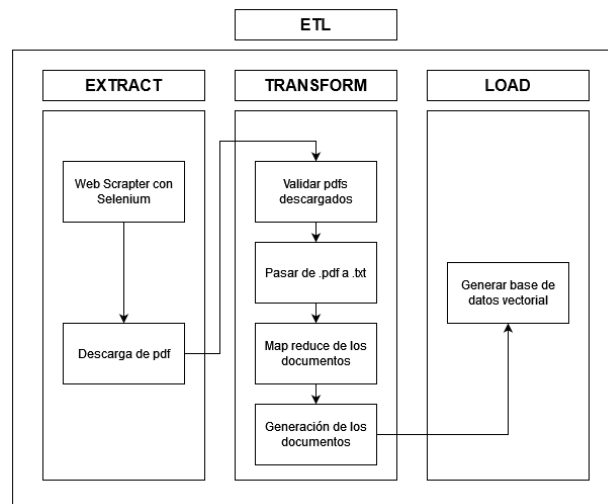 ETL
EXTRACT
TRANSFORM
LOAD
Web Scrapter con
Selenium
Descarga de pdf
Validar pdfs
descargados
Pasar de .pdf a .txt
Map reduce de los
documentos
Generación de los
documentos
Generar base de
datos vectorial